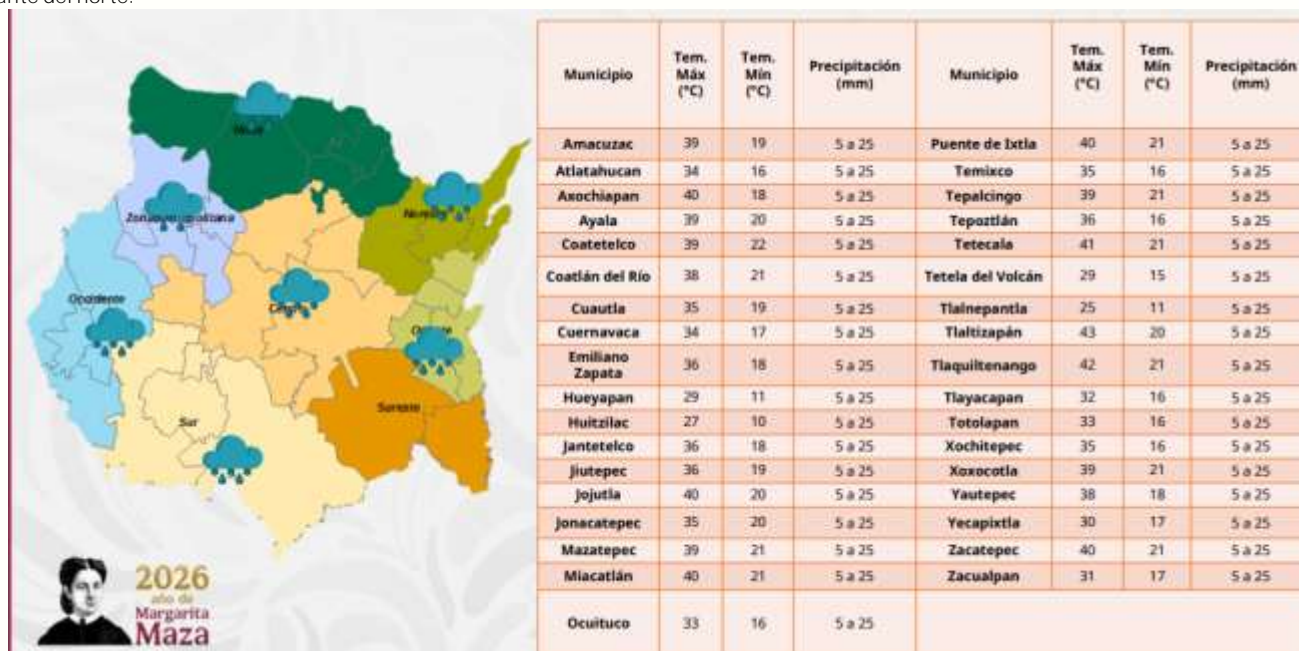 ante del norte.
Norte
Zona metropolitana
Noreste
Occidente
Centro
Oriente
Sur
Sureste
2026
año de
Margarita
Maza
Municipio Tem. Máx (°C) Tem. Mín (°C) Precipitación (mm) Municipio Tem. Máx (°C) Tem. Mín (°C) Precipitación (mm)
Amacuzac 39 19 5 a 25 Puente de Ixtla 40 21 5 a 25
Atlatahucan 34 16 5 a 25 Temixco 35 16 5 a 25
Axochiapan 40 18 5 a 25 Tepalcingo 39 21 5 a 25
Ayala 39 20 5 a 25 Tepoztlán 36 16 5 a 25
Coatetelco 39 22 5 a 25 Tetecala 41 21 5 a 25
Coatlán del Río 38 21 5 a 25 Tetela del Volcán 29 15 5 a 25
Cuautla 35 19 5 a 25 Tlalnepantla 25 11 5 a 25
Cuernavaca 34 17 5 a 25 Tlaltizapán 43 20 5 a 25
Emiliano Zapata 36 18 5 a 25 Tlaquiltenango 42 21 5 a 25
Hueyapan 29 11 5 a 25 Tlayacapan 32 16 5 a 25
Huitzilac 27 10 5 a 25 Totolapan 33 16 5 a 25
Jantetelco 36 18 5 a 25 Xochitepec 35 16 5 a 25
Jiutepec 36 19 5 a 25 Xoxocotla 39 21 5 a 25
Jojutla 40 20 5 a 25 Yautepec 38 18 5 a 25
Jonacatepec 35 20 5 a 25 Yecapixtla 30 17 5 a 25
Mazatepec 39 21 5 a 25 Zacatepec 40 21 5 a 25
Miacatlán 40 21 5 a 25 Zacualpan 31 17 5 a 25
Ocuituco 33 16 5 a 25